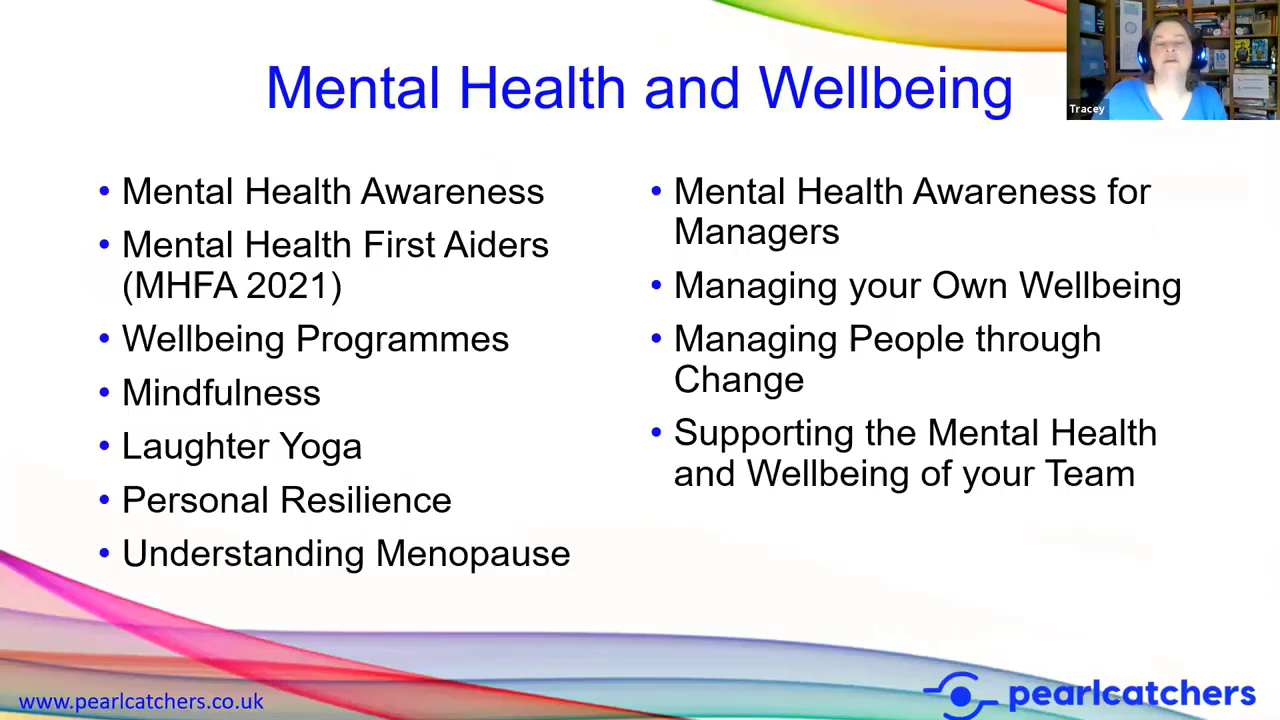 Mental Health and Wellbeing
Tracey
• Mental Health Awareness
• Mental Health First Aiders
(MHFA 2021)
• Wellbeing Programmes
• Mindfulness
• Laughter Yoga
• Personal Resilience
• Understanding Menopause
• Mental Health Awareness for
Managers
• Managing your Own Wellbeing
• Managing People through
Change
• Supporting the Mental Health
and Wellbeing of your Team
www.pearlcatchers.co.uk
pearlcatchers